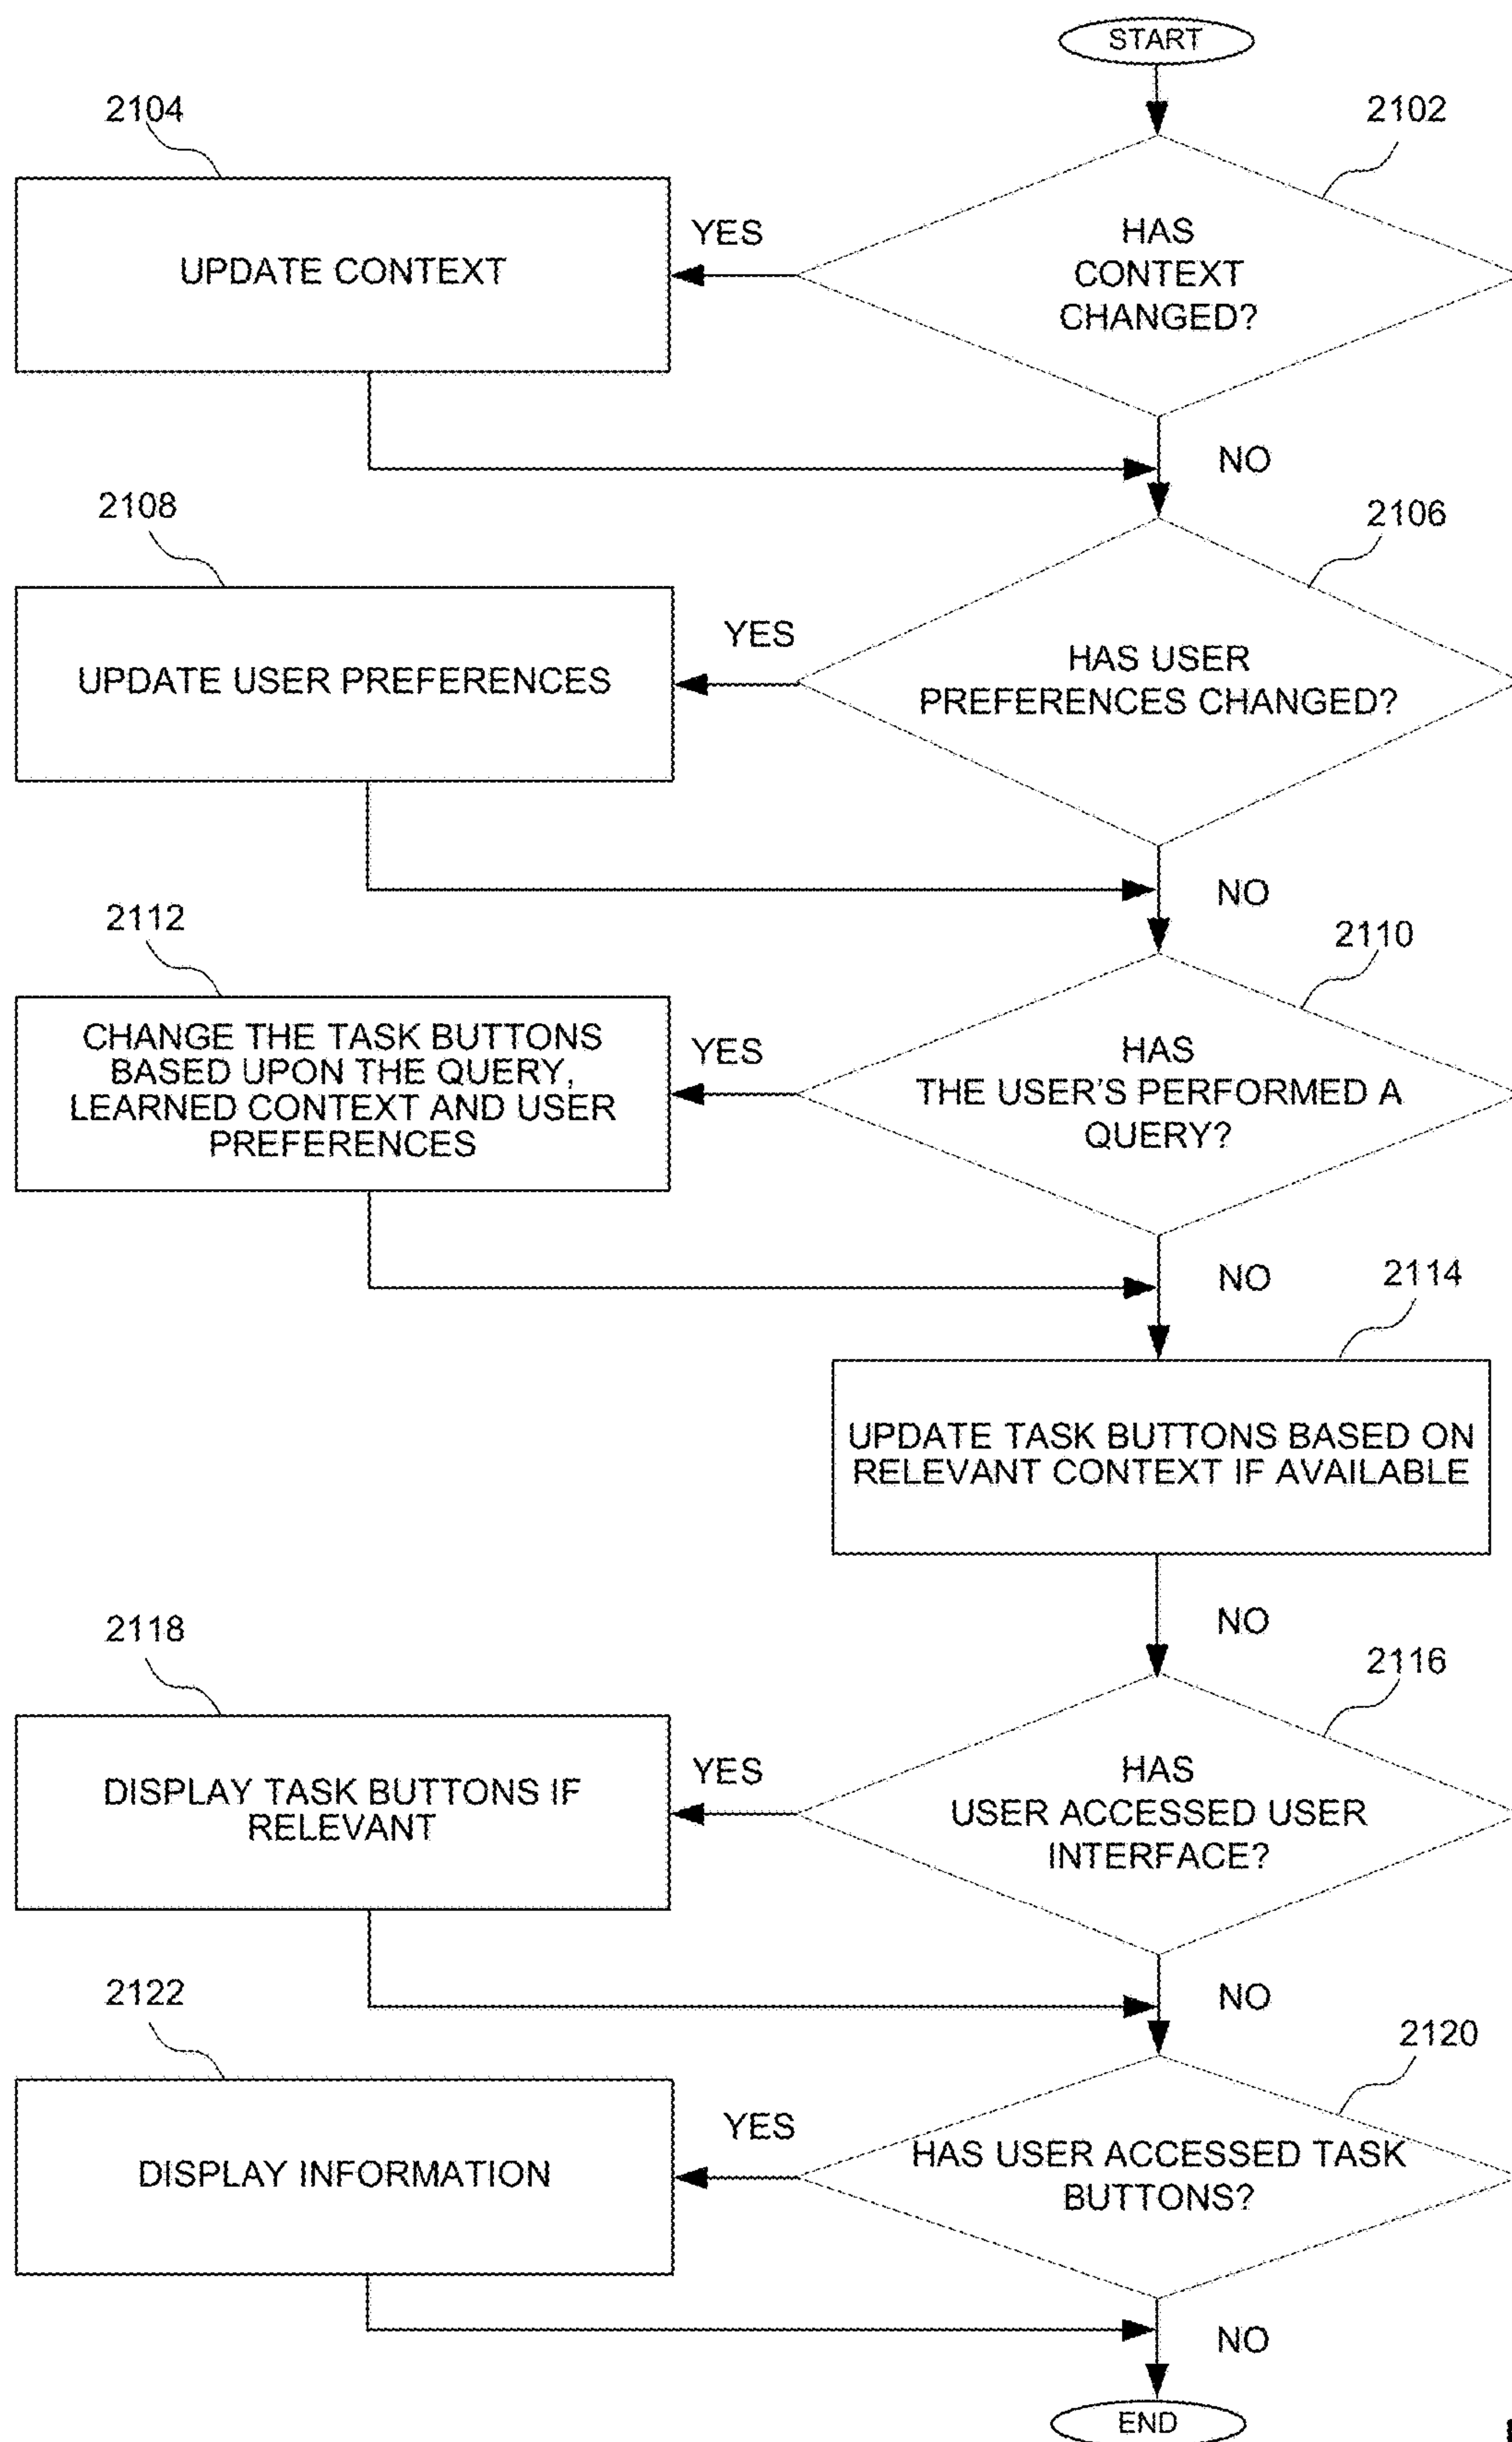 START
2104
2102
UPDATE CONTEXT
YES
HAS
CONTEXT
CHANGED?
NO
2108
2106
UPDATE USER PREFERENCES
YES
HAS USER
PREFERENCES CHANGED?
NO
2112
2110
CHANGE THE TASK BUTTONS
BASED UPON THE QUERY,
LEARNED CONTEXT AND USER
PREFERENCES
YES
HAS
THE USER'S PERFORMED A
QUERY?
NO
2114
UPDATE TASK BUTTONS BASED ON
RELEVANT CONTEXT IF AVAILABLE
NO
2118
2116
DISPLAY TASK BUTTONS IF
RELEVANT
YES
HAS
USER ACCESSED USER
INTERFACE?
NO
2122
2120
DISPLAY INFORMATION
YES
HAS USER ACCESSED TASK
BUTTONS?
NO
END